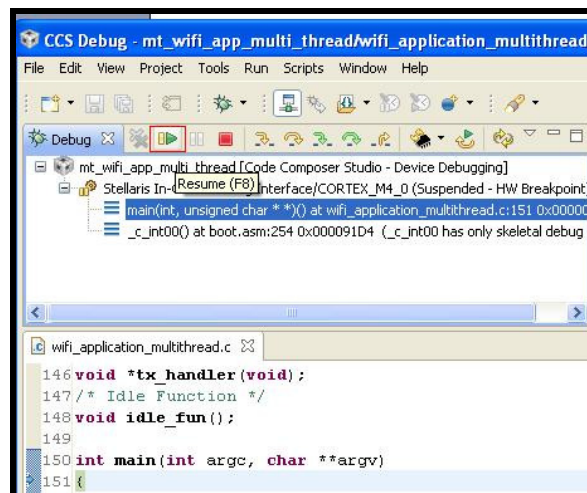 CCS Debug - mt_wifi_app_multi_thread/wifi_application_multithread
File Edit View Project Tools Run Scripts Window Help
Debug
mt_wifi_app_multi_thread [Code Composer Studio - Device Debugging]
Resume (F8)
Stellaris In- Interface/CORTEX_M4_0 (Suspended - HW Breakpoint)
main(int, unsigned char * *)() at wifi_application_multithread.c:151 0x00000
_c_int00() at boot.asm:254 0x000091D4 (_c_int00 has only skeletal debug
wifi_application_multithread.c
146 void *tx_handler(void);
147 /* Idle Function */
148 void idle_fun();
149
150 int main(int argc, char **argv)
151 {